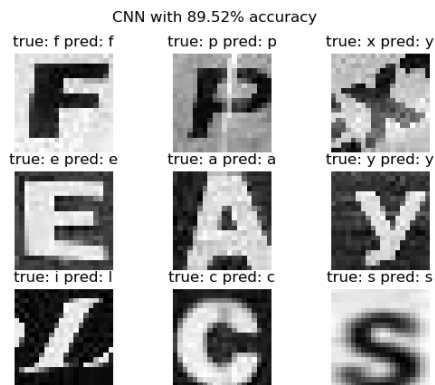 CNN with 89.52% accuracy
true: f pred: f
true: p pred: p
true: x pred: y
F
P
x
true: e pred: e
true: a pred: a
true: y pred: y
E
A
y
true: i pred: l
true: c pred: c
true: s pred: s
I
C
S